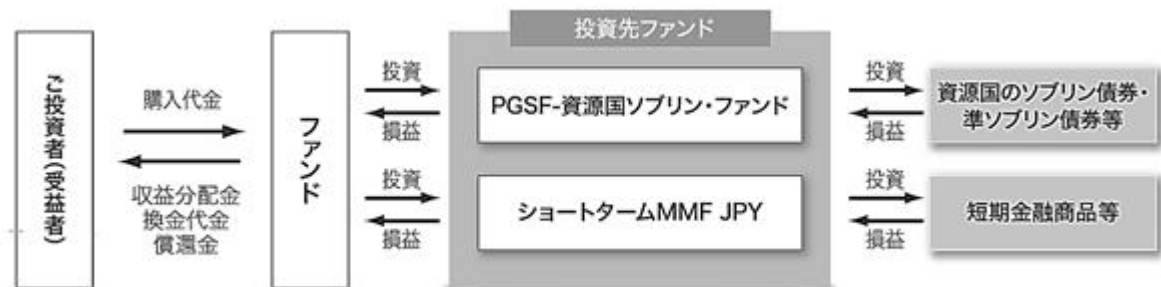 ご投資者(受益者)
購入代金
収益分配金
換金代金
償還金
ファンド
投資
損益
投資
損益
投資先ファンド
PGSF-資源国ソブリン・ファンド
ショートタームMMF JPY
投資
損益
投資
損益
資源国のソブリン債券・
準ソブリン債券等
短期金融商品等